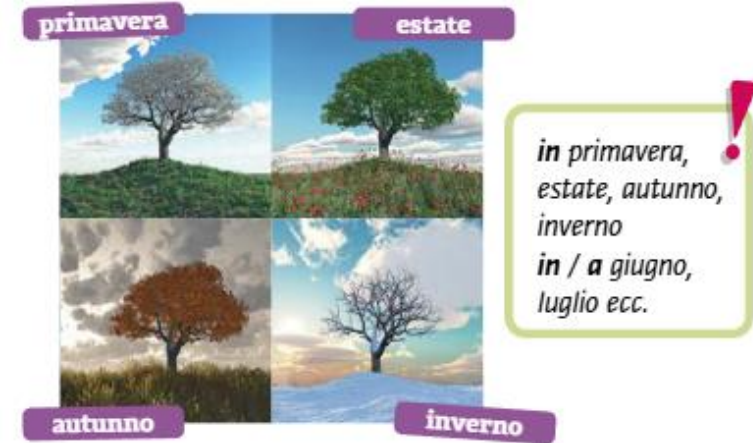 primavera
estate
autunno
inverno
in primavera,
estate, autunno,
inverno
in / a giugno,
luglio ecc.
!